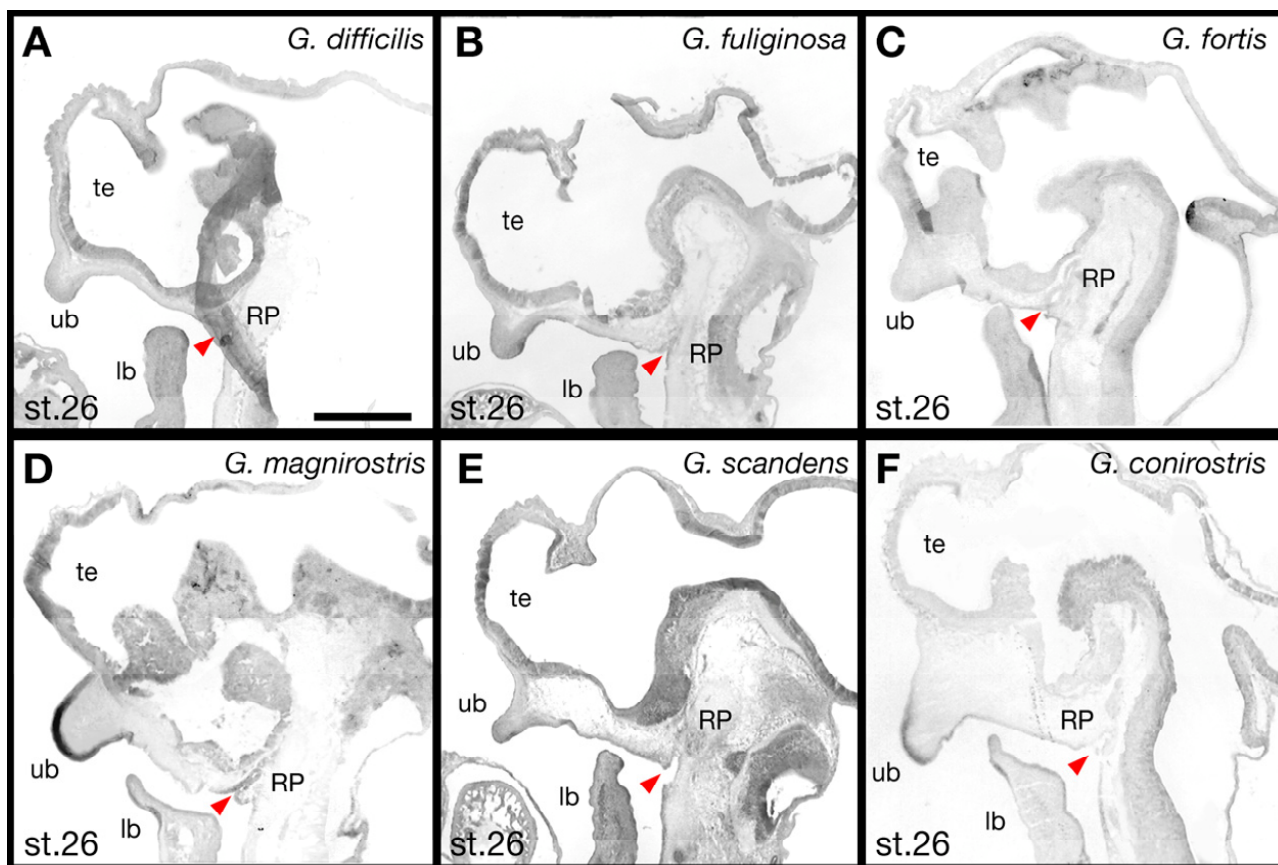 A G. difficilis
te
RP
ub
lb
st.26
B G. fuliginosa
te
ub
RP
lb
st.26
C G. fortis
te
RP
ub
st.26
D G. magnirostris
te
ub
RP
lb
st.26
E G. scandens
te
RP
ub
lb
st.26
F G. conirostris
te
RP
ub
lb
st.26